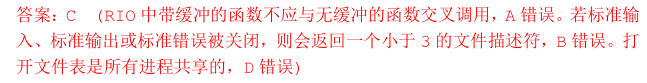 答案：C （RIO 中带缓冲的函数不应与无缓冲的函数交叉调用，A 错误。若标准输
入、标准输出或标准错误被关闭，则会返回一个小于 3 的文件描述符，B 错误。打
开文件表是所有进程共享的，D 错误)